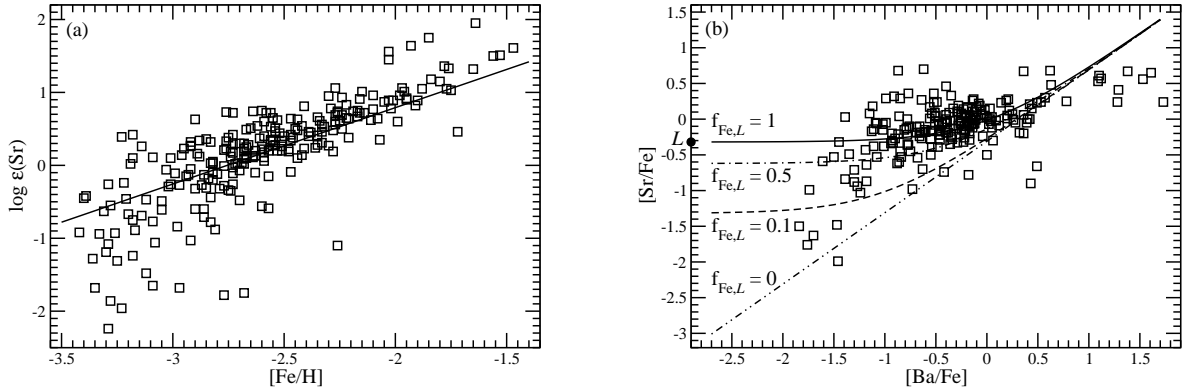 (a)
log ε(Sr)
2
1
0
-1
-2
-3.5 -3 -2.5 -2 -1.5
[Fe/H]
(b)
[Sr/Fe]
1.5
1
0.5
0
L
-0.5
-1
-1.5
-2
-2.5
-3
f_Fe,L = 1
f_Fe,L = 0.5
f_Fe,L = 0.1
f_Fe,L = 0
-2.5 -2 -1.5 -1 -0.5 0 0.5 1 1.5
[Ba/Fe]